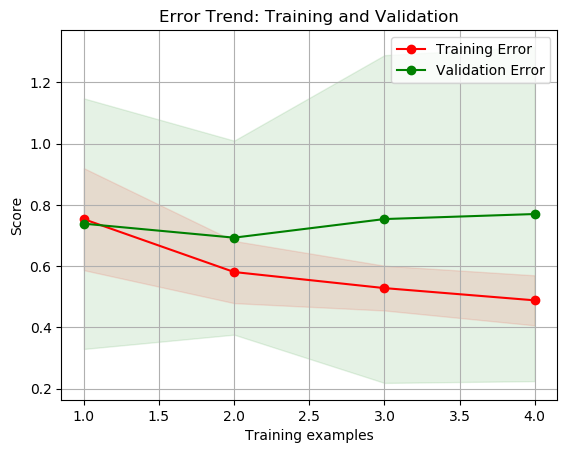 Error Trend: Training and Validation
Training Error
Validation Error
Score
1.2
1.0
0.8
0.6
0.4
0.2
1.0 1.5 2.0 2.5 3.0 3.5 4.0
Training examples